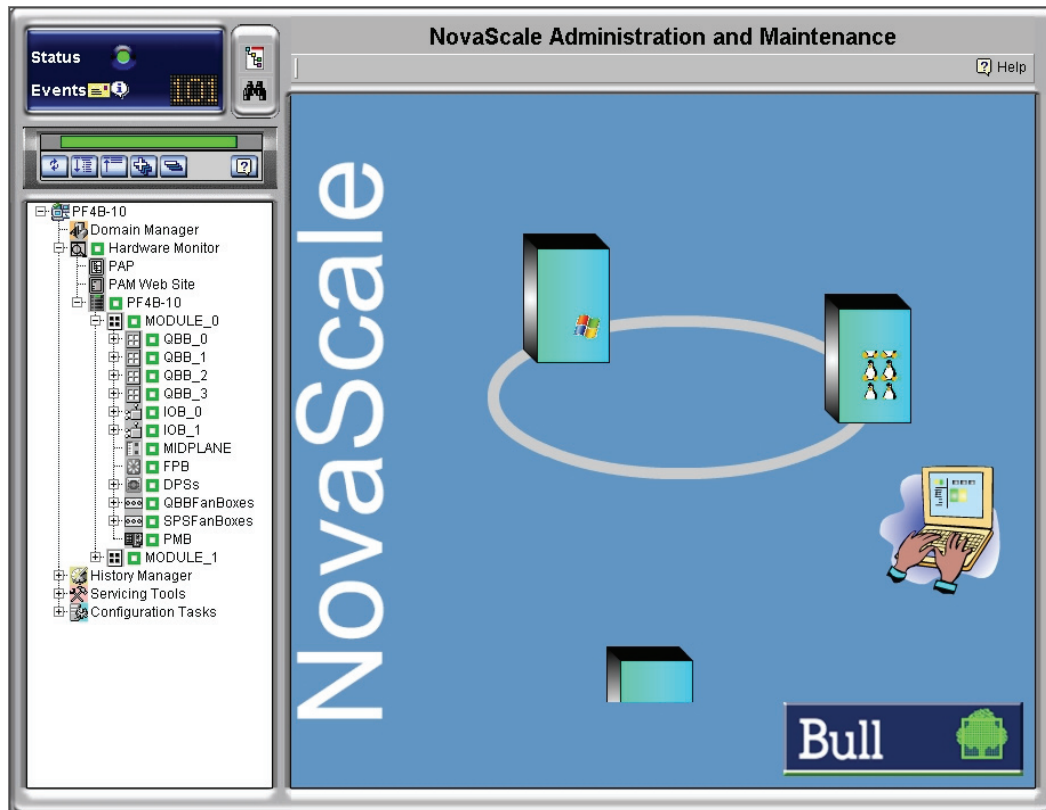 NovaScale Administration and Maintenance
Status
Events
101
Help
PF4B-10
Domain Manager
Hardware Monitor
PAP
PAM Web Site
PF4B-10
MODULE_0
QBB_0
QBB_1
QBB_2
QBB_3
IOB_0
IOB_1
MIDPLANE
FPB
DPSs
QBBFanBoxes
SPSFanBoxes
PMB
MODULE_1
History Manager
Servicing Tools
Configuration Tasks
NovaScale
Bull